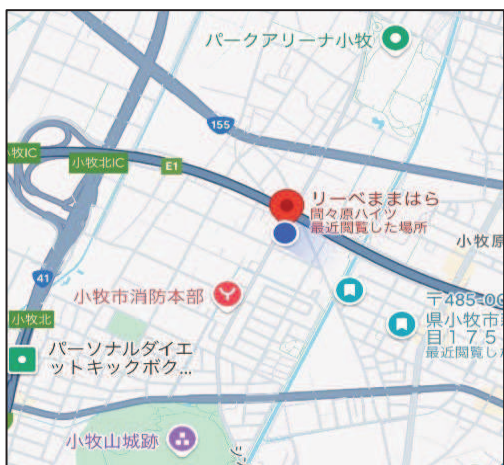 パークアリーナ小牧
155
小牧IC
小牧北IC
E1
リーベままはら
間々原ハイツ
最近閲覧した場所
小牧原
41
小牧市消防本部
〒485-00
小牧北
県小牧市
パーソナルダイエ
ットキックボク...
目175
最近閲覧した
小牧山城跡